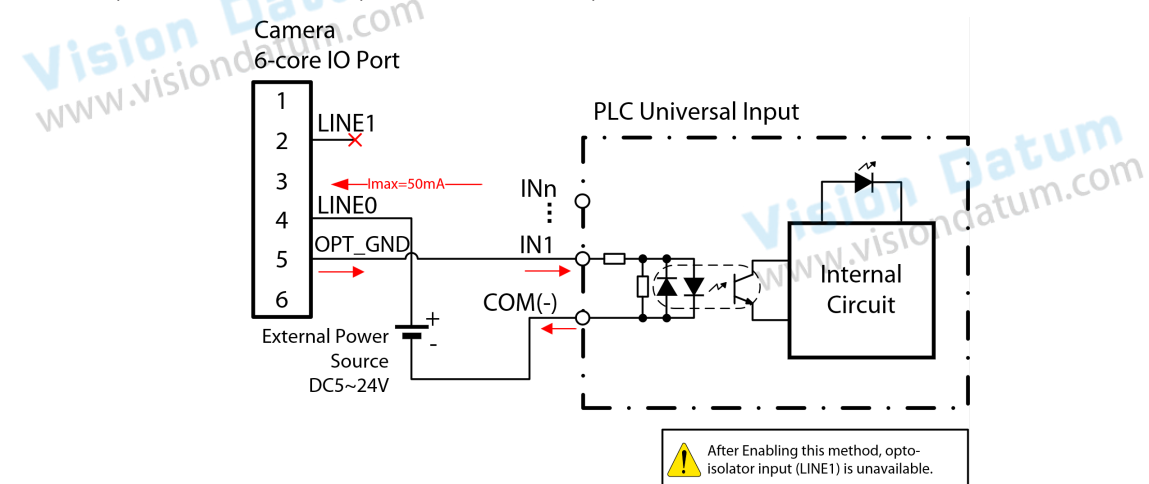 Vision Datum
www.visiondatum.com
Camera
6-core IO Port
1
2
3
4
5
6
LINE1
Imax=50mA
LINE0
OPT_GND
External Power
Source
DC5~24V
+
-
PLC Universal Input
INn
IN1
COM(-)
Internal
Circuit
Vision Datum
www.visiondatum.com
After Enabling this method, opto-
isolator input (LINE1) is unavailable.